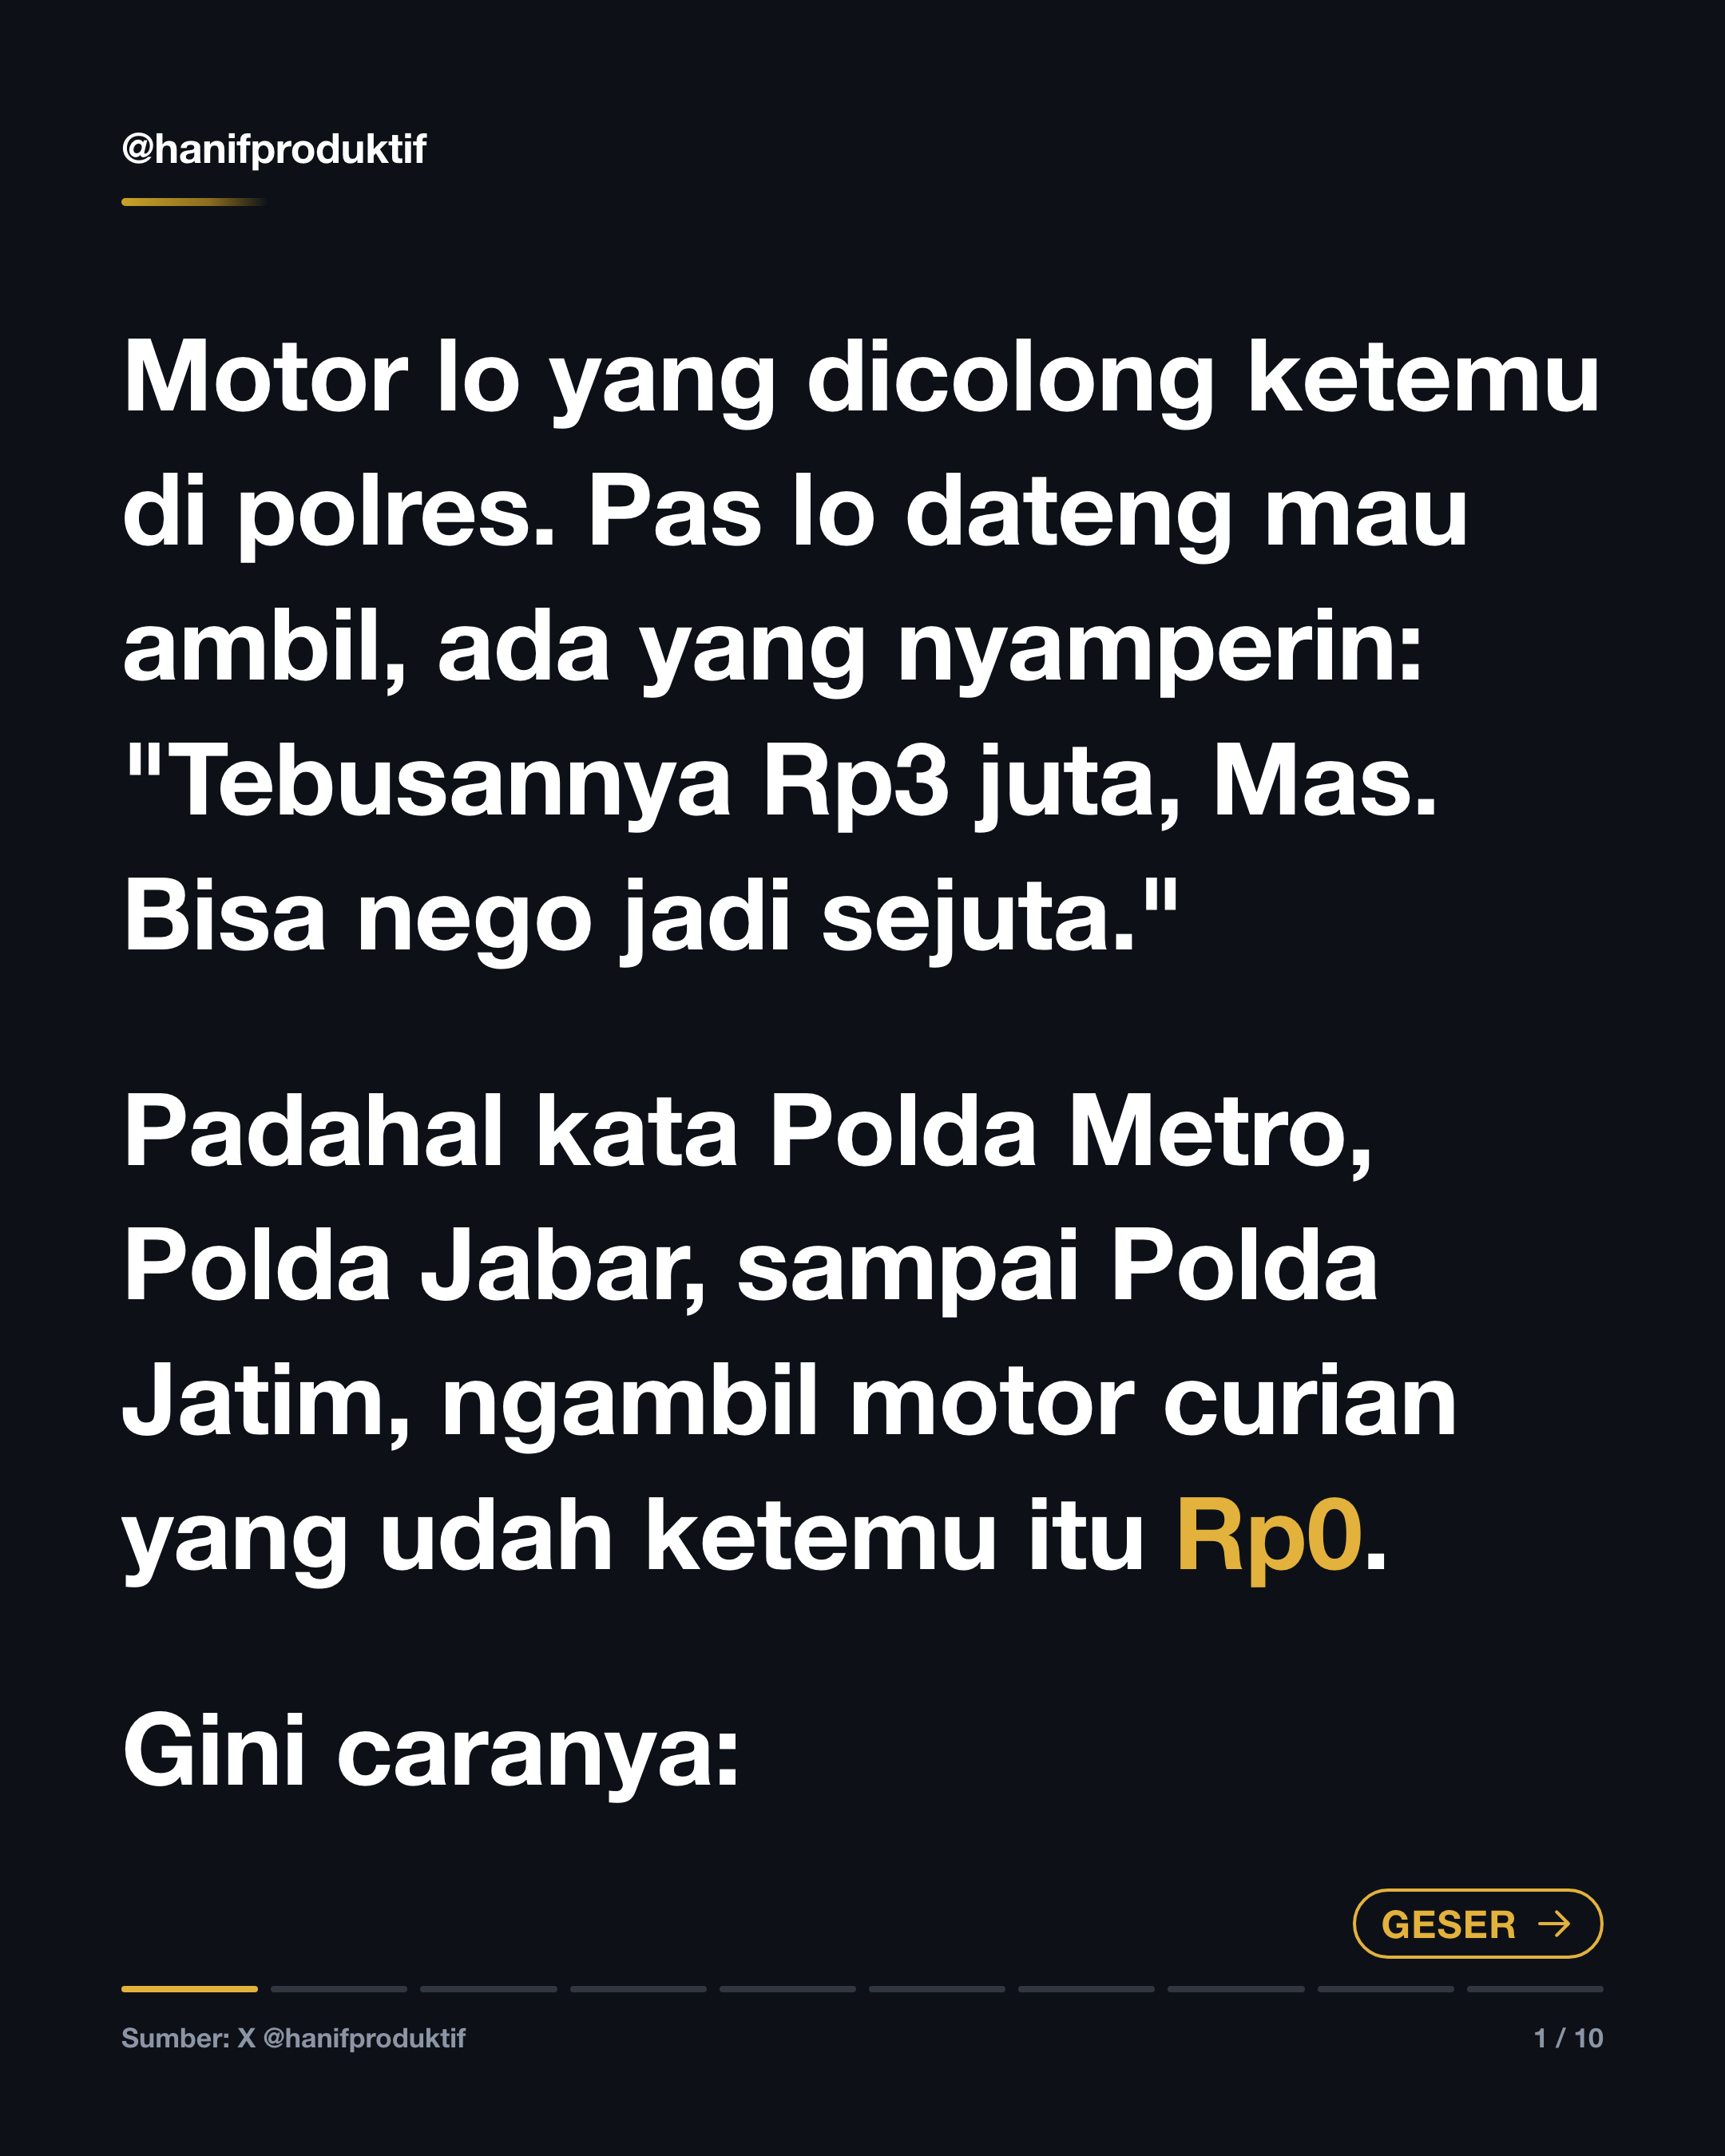 @hanifproduktif
Motor lo yang dicolong ketemu
di polres. Pas lo dateng mau
ambil, ada yang nyamperin:
"Tebusannya Rp3 juta, Mas.
Bisa nego jadi sejuta."
Padahal kata Polda Metro,
Polda Jabar, sampai Polda
Jatim, ngambil motor curian
yang udah ketemu itu Rp0.
Gini caranya:
GESER →
Sumber: X @hanifproduktif
1 / 10